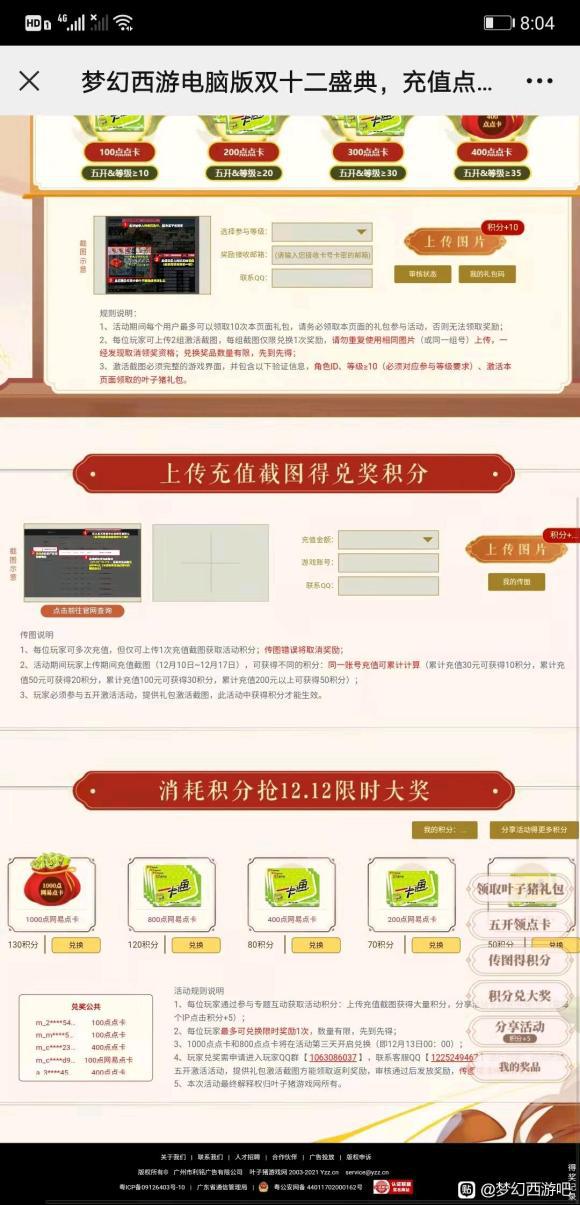 HD 1 4G 8:04
梦幻西游电脑版双十二盛典，充值点...
100点点卡 200点点卡 300点点卡 400点点卡
五开&等级≥10 五开&等级≥20 五开&等级≥30 五开&等级≥35
截图示意
选择参与等级：
奖励接收邮箱： (请输入您接收卡号卡密的邮箱)
联系QQ：
积分+10
上传图片
审核状态 我的礼包码
规则说明：
1、活动期间每个用户最多可以领取10次本页面礼包，请务必领取本页面的礼包参与活动，否则无法领取奖励；
2、每位玩家可上传2组激活截图，每组截图仅限兑换1次奖励，请勿重复使用相同图片（或同一组号）上传，一
经发现取消领奖资格；兑换奖品数量有限，先到先得；
3、激活截图必须完整的游戏界面，并包含以下验证信息，角色ID、等级≥10（必须对应参与等级要求）、激活本
页面领取的叶子猪礼包。
上传充值截图得兑奖积分
截图示意
点击前往官网查询
充值金额：
游戏账号：
联系QQ：
积分+...
上传图片
我的传图
传图说明
1、每位玩家可多次充值，但仅可上传1次充值截图获取活动积分；传图错误将取消奖励；
2、活动期间玩家上传期间充值截图（12月10日~12月17日），可获得不同的积分：同一账号充值可累计计算（累计充值30元可获得10积分，累计充
值50元可获得20积分，累计充值100元可获得30积分，累计充值200元以上可获得50积分）；
3、玩家必须参与五开激活活动，提供礼包激活截图，此活动中获得积分才能生效。
消耗积分抢12.12限时大奖
我的积分：... 分享活动得更多积分
1000点网易点卡 800点网易点卡 400点网易点卡 200点网易点卡
130积分 兑换 120积分 兑换 80积分 兑换 70积分 兑换 50积分 兑换
领取叶子猪礼包
五开领点卡
传图得积分
积分兑大奖
分享活动
积分+5
我的奖品
兑奖公共
m_2****54.. 100点点卡
m_m****5.. 100点点卡
m_c****23.. 400点点卡
m_c****d9.. 100点网易点卡
a_3****45.. 400点点卡
活动规则说明
1、每位玩家通过参与专题互动获取活动积分：上传充值截图获得大量积分，分享
个IP点击积分+5）；
2、每位玩家最多可兑换限时奖励1次，数量有限，先到先得；
3、1000点卡和800点卡将在活动第三天开启兑换（即12月13日00：00）；
4、玩家兑奖需申请进入玩家QQ群【1063086037】，联系客服QQ【1225249467
五开激活活动，提供礼包激活截图方能领取返利奖励，审核通过后发放奖励，传
5、本次活动最终解释权归叶子猪游戏网所有。
关于我们 | 联系我们 | 人才招聘 | 合作伙伴 | 广告投放 | 版权申诉
版权所有© 广州市利铭广告有限公司 叶子猪游戏网 2003-2021 Yzz.cn service@yzz.cn
粤ICP备09126403号-10 | 广东省通信管理局 | 粤公安网备 44011702000162号
得奖记录
贴 @梦幻西游吧